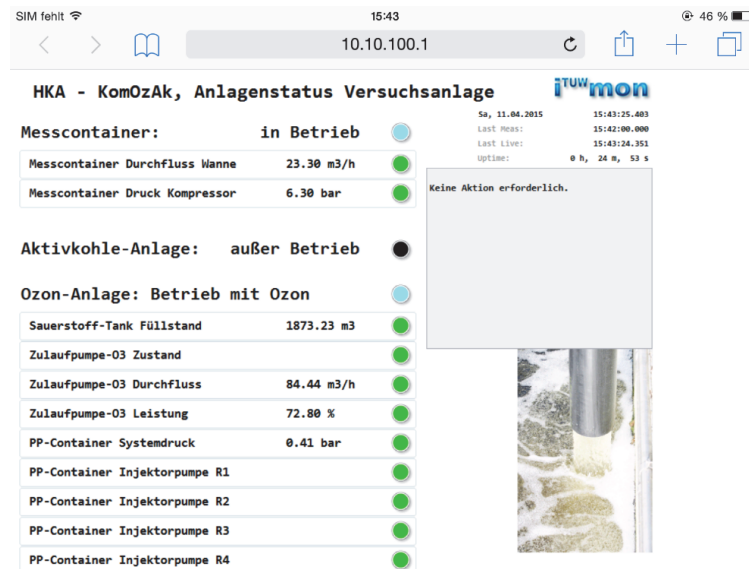 SIM fehlt 15:43 46 %
10.10.100.1
HKA - KomOzAk, Anlagenstatus Versuchsanlage
iTUWmon
Sa, 11.04.2015 15:43:25.403
Last Meas: 15:42:00.000
Last Live: 15:43:24.351
Uptime: 0 h, 24 m, 53 s
Messcontainer: in Betrieb
Messcontainer Durchfluss Wanne 23.30 m3/h
Messcontainer Druck Kompressor 6.30 bar
Keine Aktion erforderlich.
Aktivkohle-Anlage: außer Betrieb
Ozon-Anlage: Betrieb mit Ozon
Sauerstoff-Tank Füllstand 1873.23 m3
Zulaufpumpe-O3 Zustand
Zulaufpumpe-O3 Durchfluss 84.44 m3/h
Zulaufpumpe-O3 Leistung 72.80 %
PP-Container Systemdruck 0.41 bar
PP-Container Injektorpumpe R1
PP-Container Injektorpumpe R2
PP-Container Injektorpumpe R3
PP-Container Injektorpumpe R4